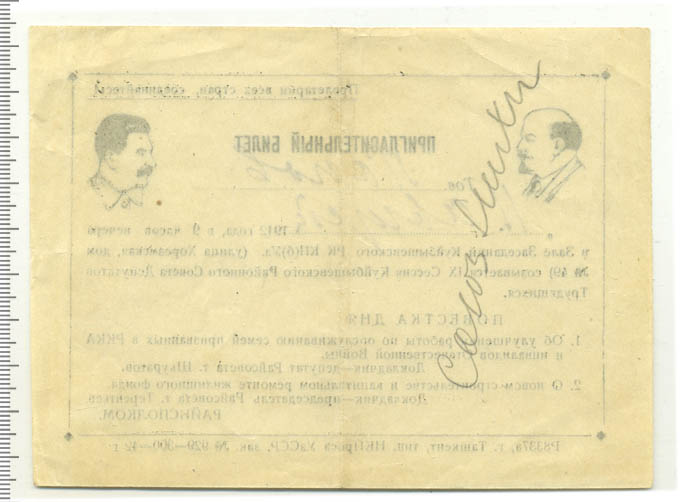 Пролетарии всех стран, соединяйтесь!
ПРИГЛАСИТЕЛЬНЫЙ БИЛЕТ
Тов.
1942 года, в 9 часов вечера
в Зале Заседаний Куйбышевского РК КП(б)Уз. (улица Хорезмская, дом
№ 49) созывается IX Сессия Куйбышевского Районного Совета Депутатов
Трудящихся.
ПОВЕСТКА ДНЯ
1. Об улучшении работы по обслуживанию семей призванных в РККА
и инвалидов Отечественной Войны.
Докладчик—депутат Райсовета т. Шкуратов.
2. О новом строительстве и капитальном ремонте жилищного фонда.
Докладчик—председатель Райсовета т. Терентьев.
РАЙИСПОЛКОМ.
Р8337а, г. Ташкент, тип. НКПроса УзССР, зак. № 929—300—42 г